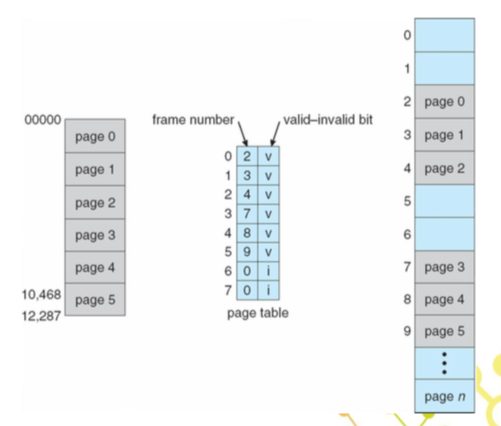 00000
page 0
page 1
page 2
page 3
page 4
10,468
page 5
12,287
frame number
valid–invalid bit
0 2 v
1 3 v
2 4 v
3 7 v
4 8 v
5 9 v
6 0 i
7 0 i
page table
0
1
2 page 0
3 page 1
4 page 2
5
6
7 page 3
8 page 4
9 page 5
page n